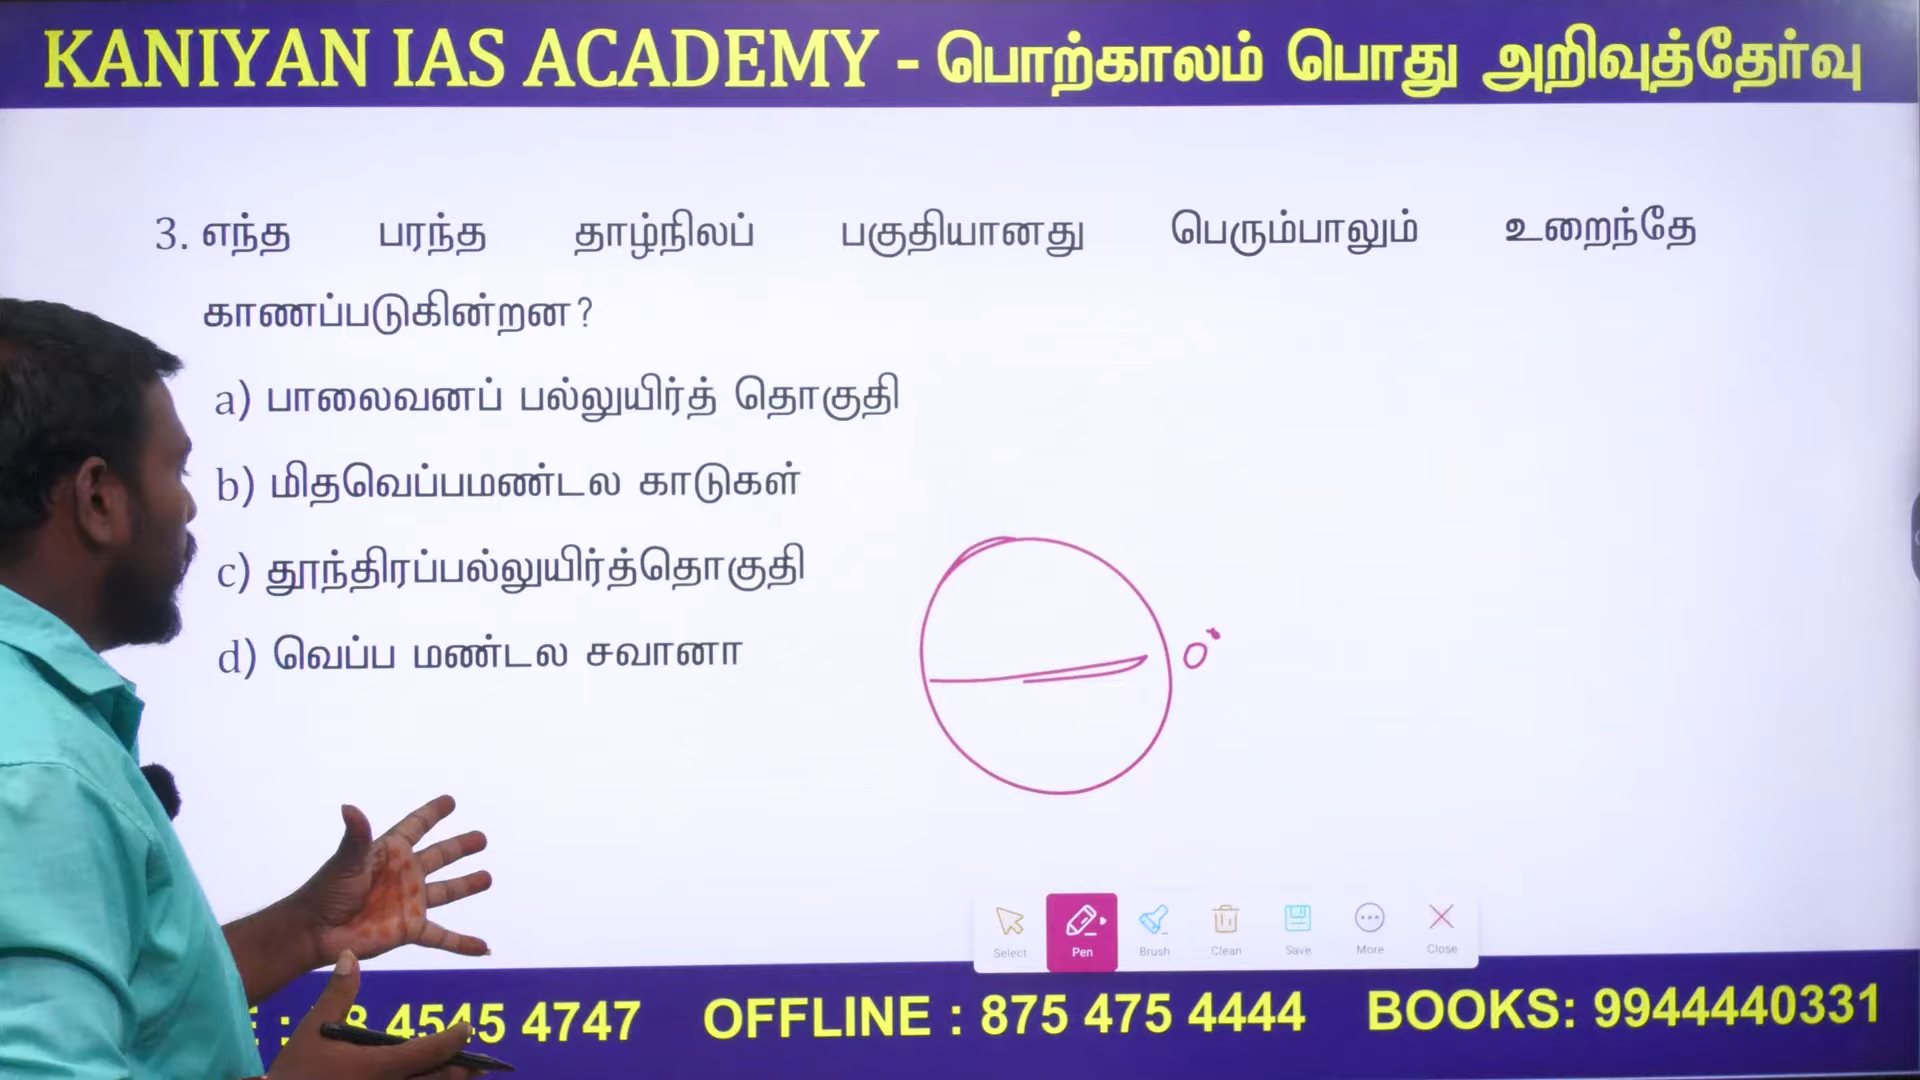 KANIYAN IAS ACADEMY - பொற்காலம் பொது அறிவுத்தேர்வு
3. எந்த பரந்த தாழ்நிலப் பகுதியானது பெரும்பாலும் உறைந்தே
காணப்படுகின்றன?
a) பாலைவனப் பல்லுயிர்த் தொகுதி
b) மிதவெப்பமண்டல காடுகள்
c) தூந்திரப்பல்லுயிர்த்தொகுதி
d) வெப்ப மண்டல சவானா
0°
Select Pen Brush Clean Save More Close
4545 4747 OFFLINE : 875 475 4444 BOOKS: 9944440331